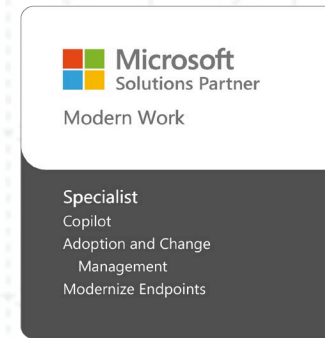 Microsoft
Solutions Partner
Modern Work
Specialist
Copilot
Adoption and Change
Management
Modernize Endpoints